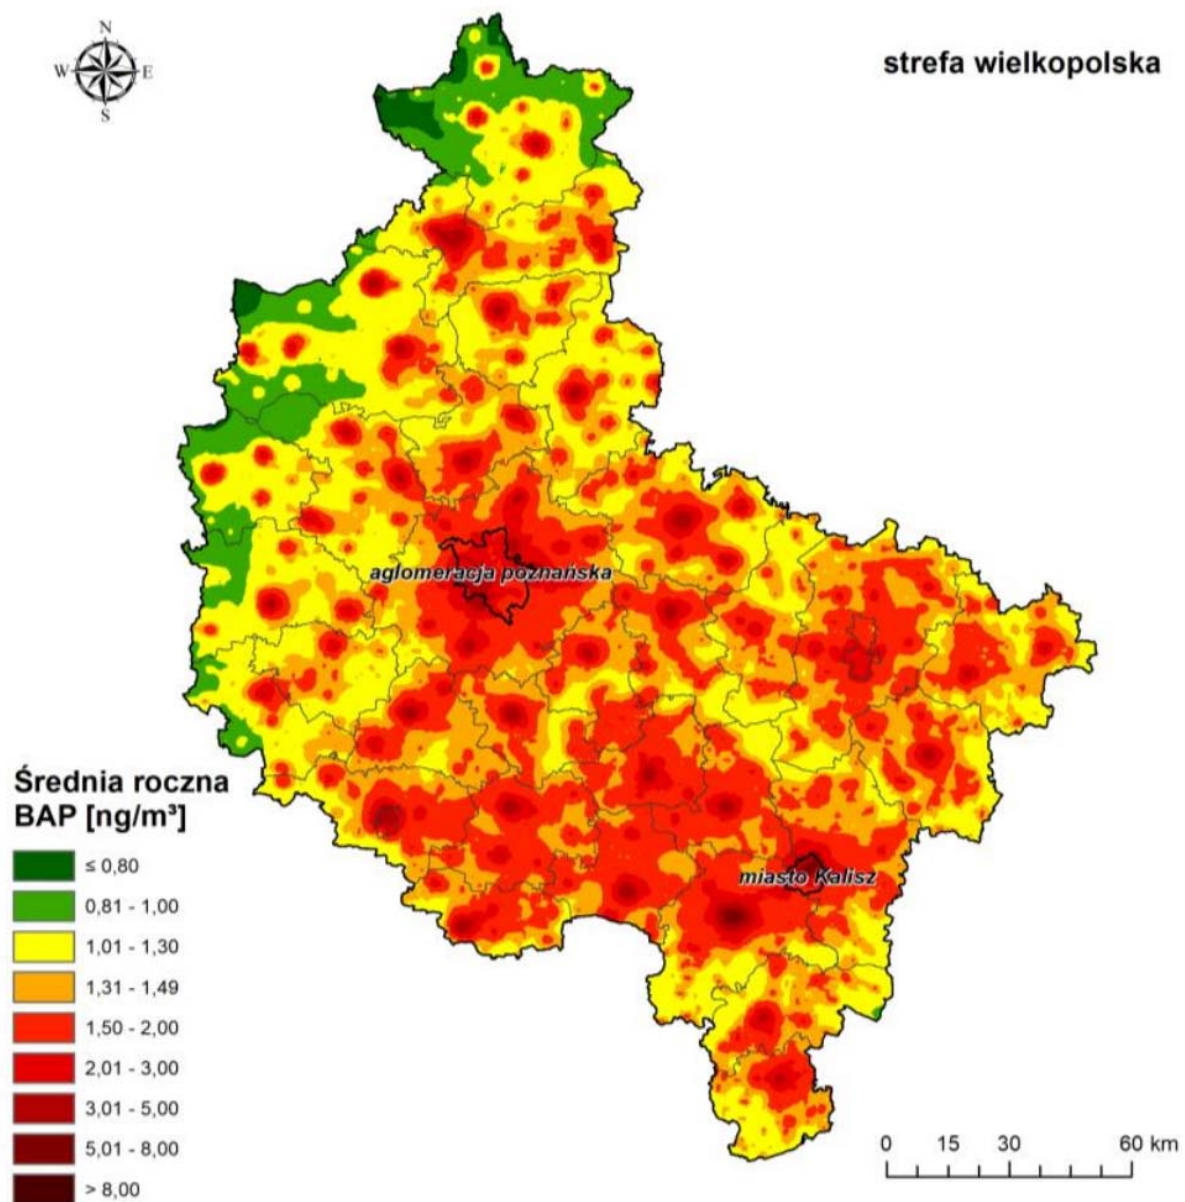 N
W E
S
strefa wielkopolska
aglomeracja poznańska
miasto Kalisz
Średnia roczna
BAP [ng/m³]
≤ 0,80
0,81 - 1,00
1,01 - 1,30
1,31 - 1,49
1,50 - 2,00
2,01 - 3,00
3,01 - 5,00
5,01 - 8,00
> 8,00
0 15 30 60 km